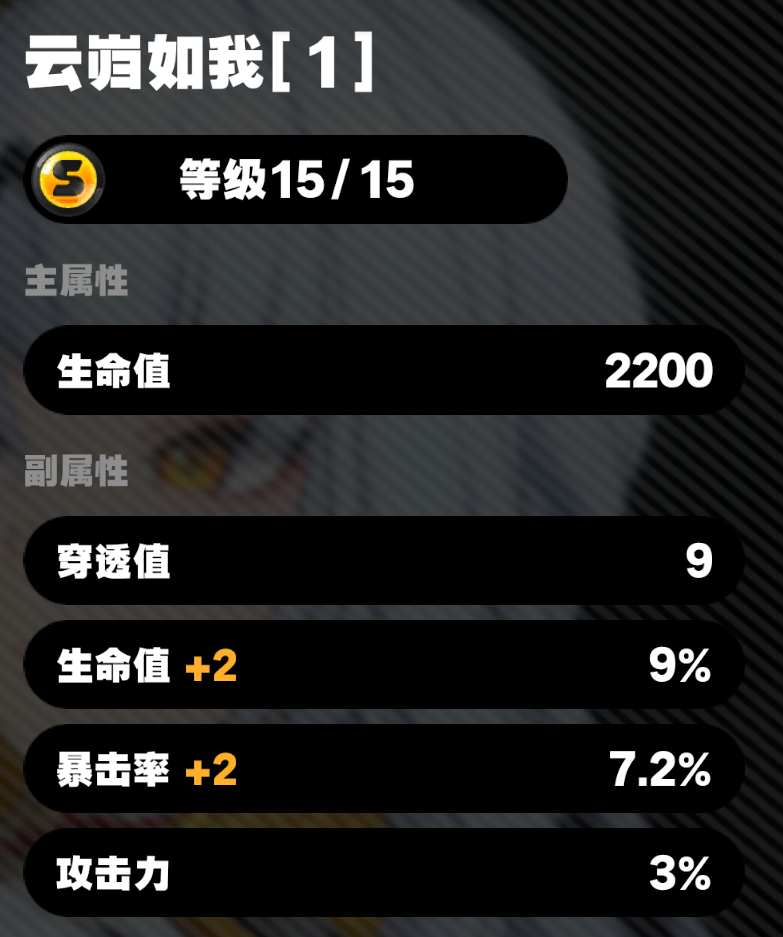 云岿如我[1]
S
等级15/15
主属性
生命值 2200
副属性
穿透值 9
生命值 +2 9%
暴击率 +2 7.2%
攻击力 3%